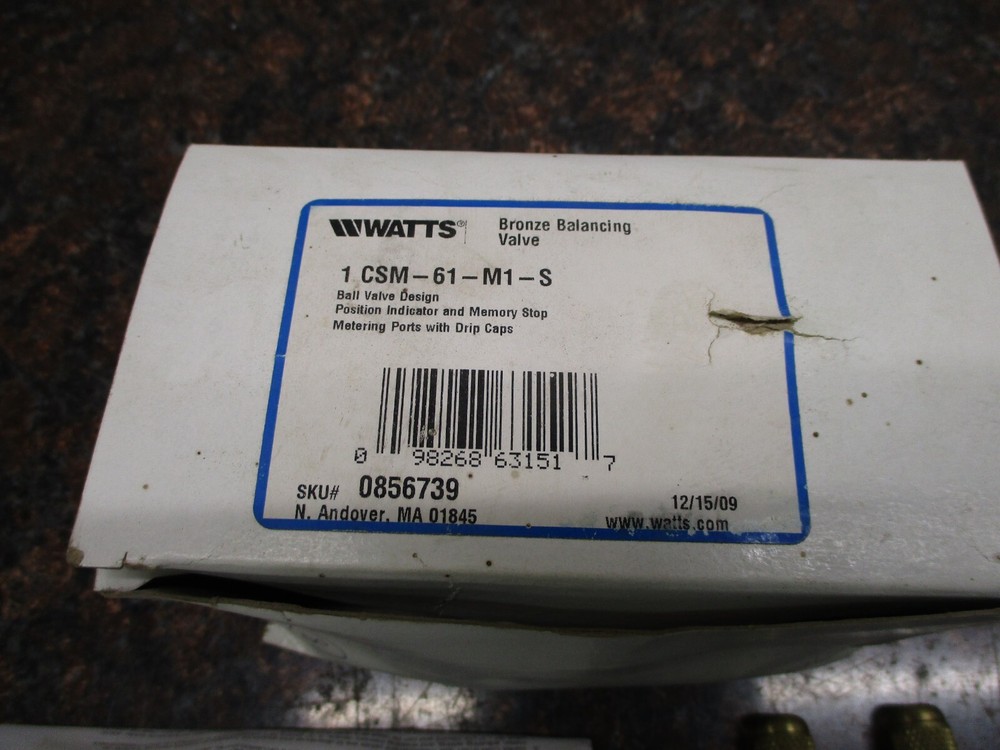 WATTS®
Bronze Balancing
Valve
1 CSM-61-M1-S
Ball Valve Design
Position Indicator and Memory Stop
Metering Ports with Drip Caps
0 98268 63151 7
SKU# 0856739
12/15/09
N. Andover, MA 01845
www.watts.com